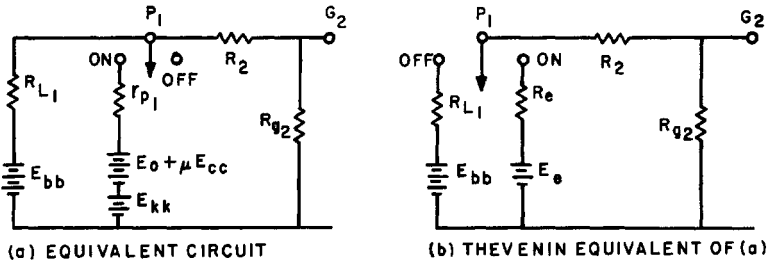 P1 G2 P1 G2
ON OFF R2 OFF ON R2
RL1 rp1 Rg2 RL1 Re Rg2
Ebb Eo+μEcc Ebb Ee
Ekk
(a) EQUIVALENT CIRCUIT (b) THEVENIN EQUIVALENT OF (a)